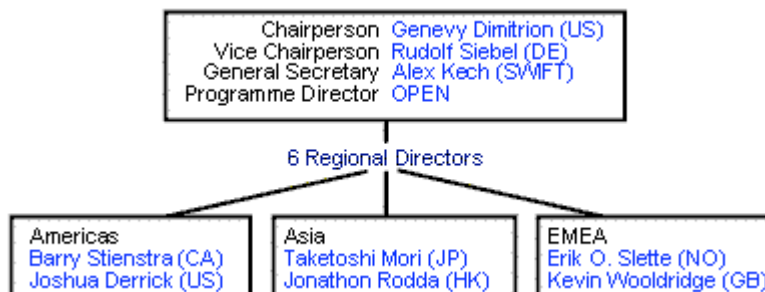 Chairperson Genevy Dimitrion (US)
Vice Chairperson Rudolf Siebel (DE)
General Secretary Alex Kech (SWIFT)
Programme Director OPEN
6 Regional Directors
Americas
Barry Stienstra (CA)
Joshua Derrick (US)
Asia
Taketoshi Mori (JP)
Jonathon Rodda (HK)
EMEA
Erik O. Slette (NO)
Kevin Wooldridge (GB)